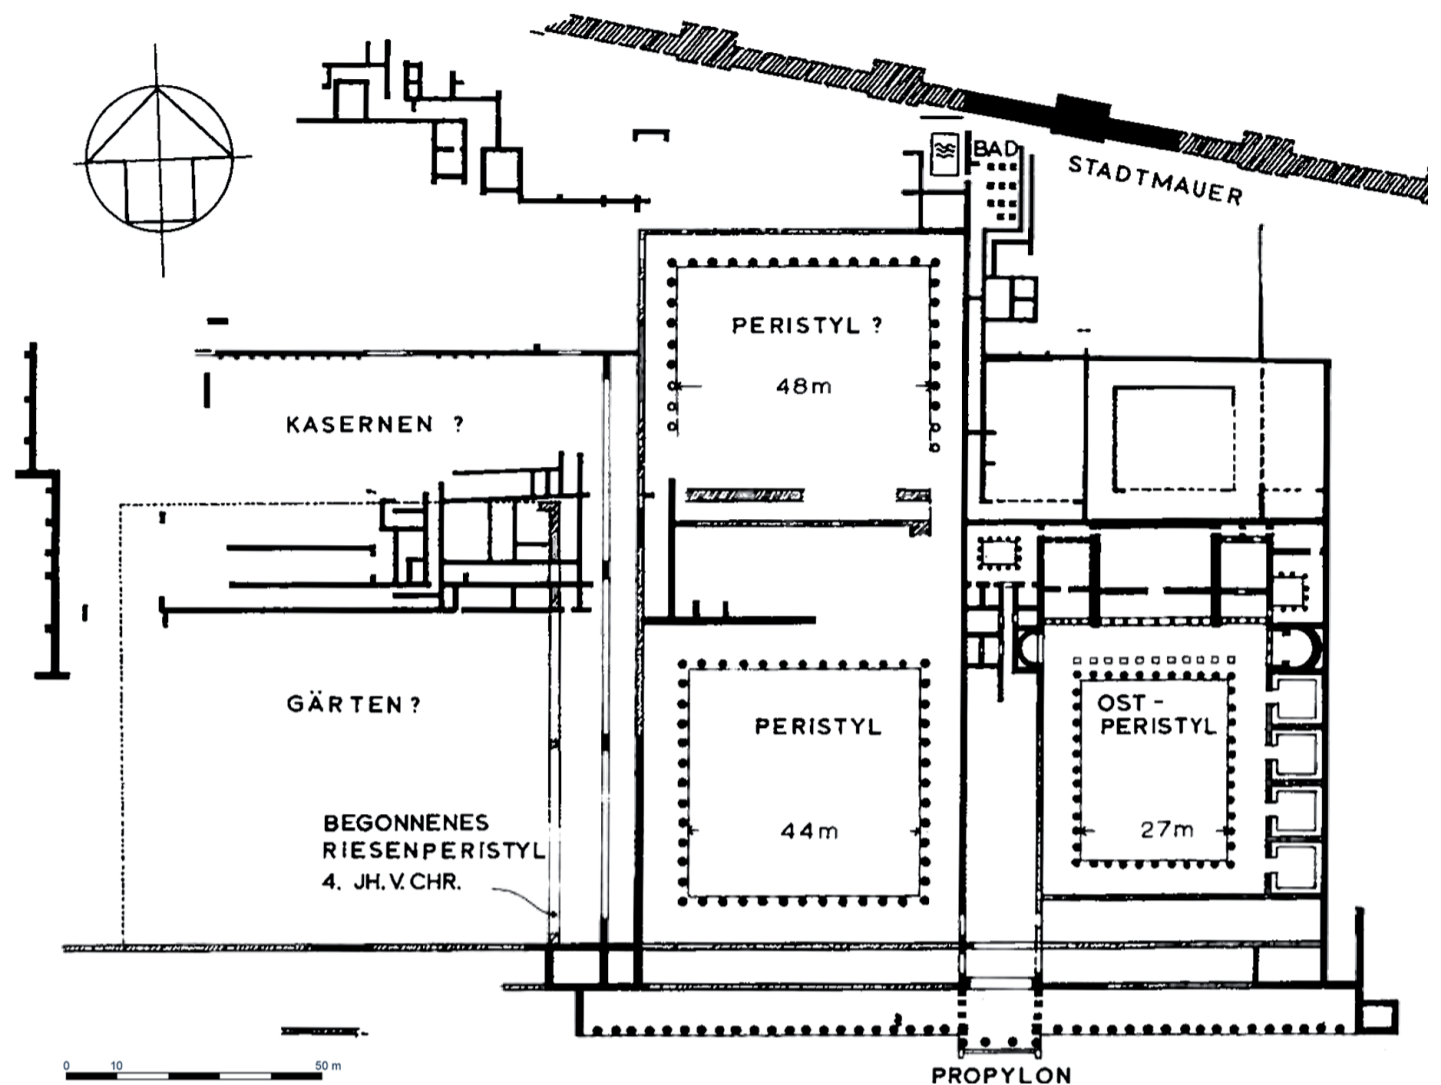 BAD
STADTMAUER
PERISTYL ?
48m
KASERNEN ?
GÄRTEN?
OST-
PERISTYL
PERISTYL
44m
27m
BEGONNENES
RIESENPERISTYL
4. JH. V. CHR.
0 10 50 m
PROPYLON